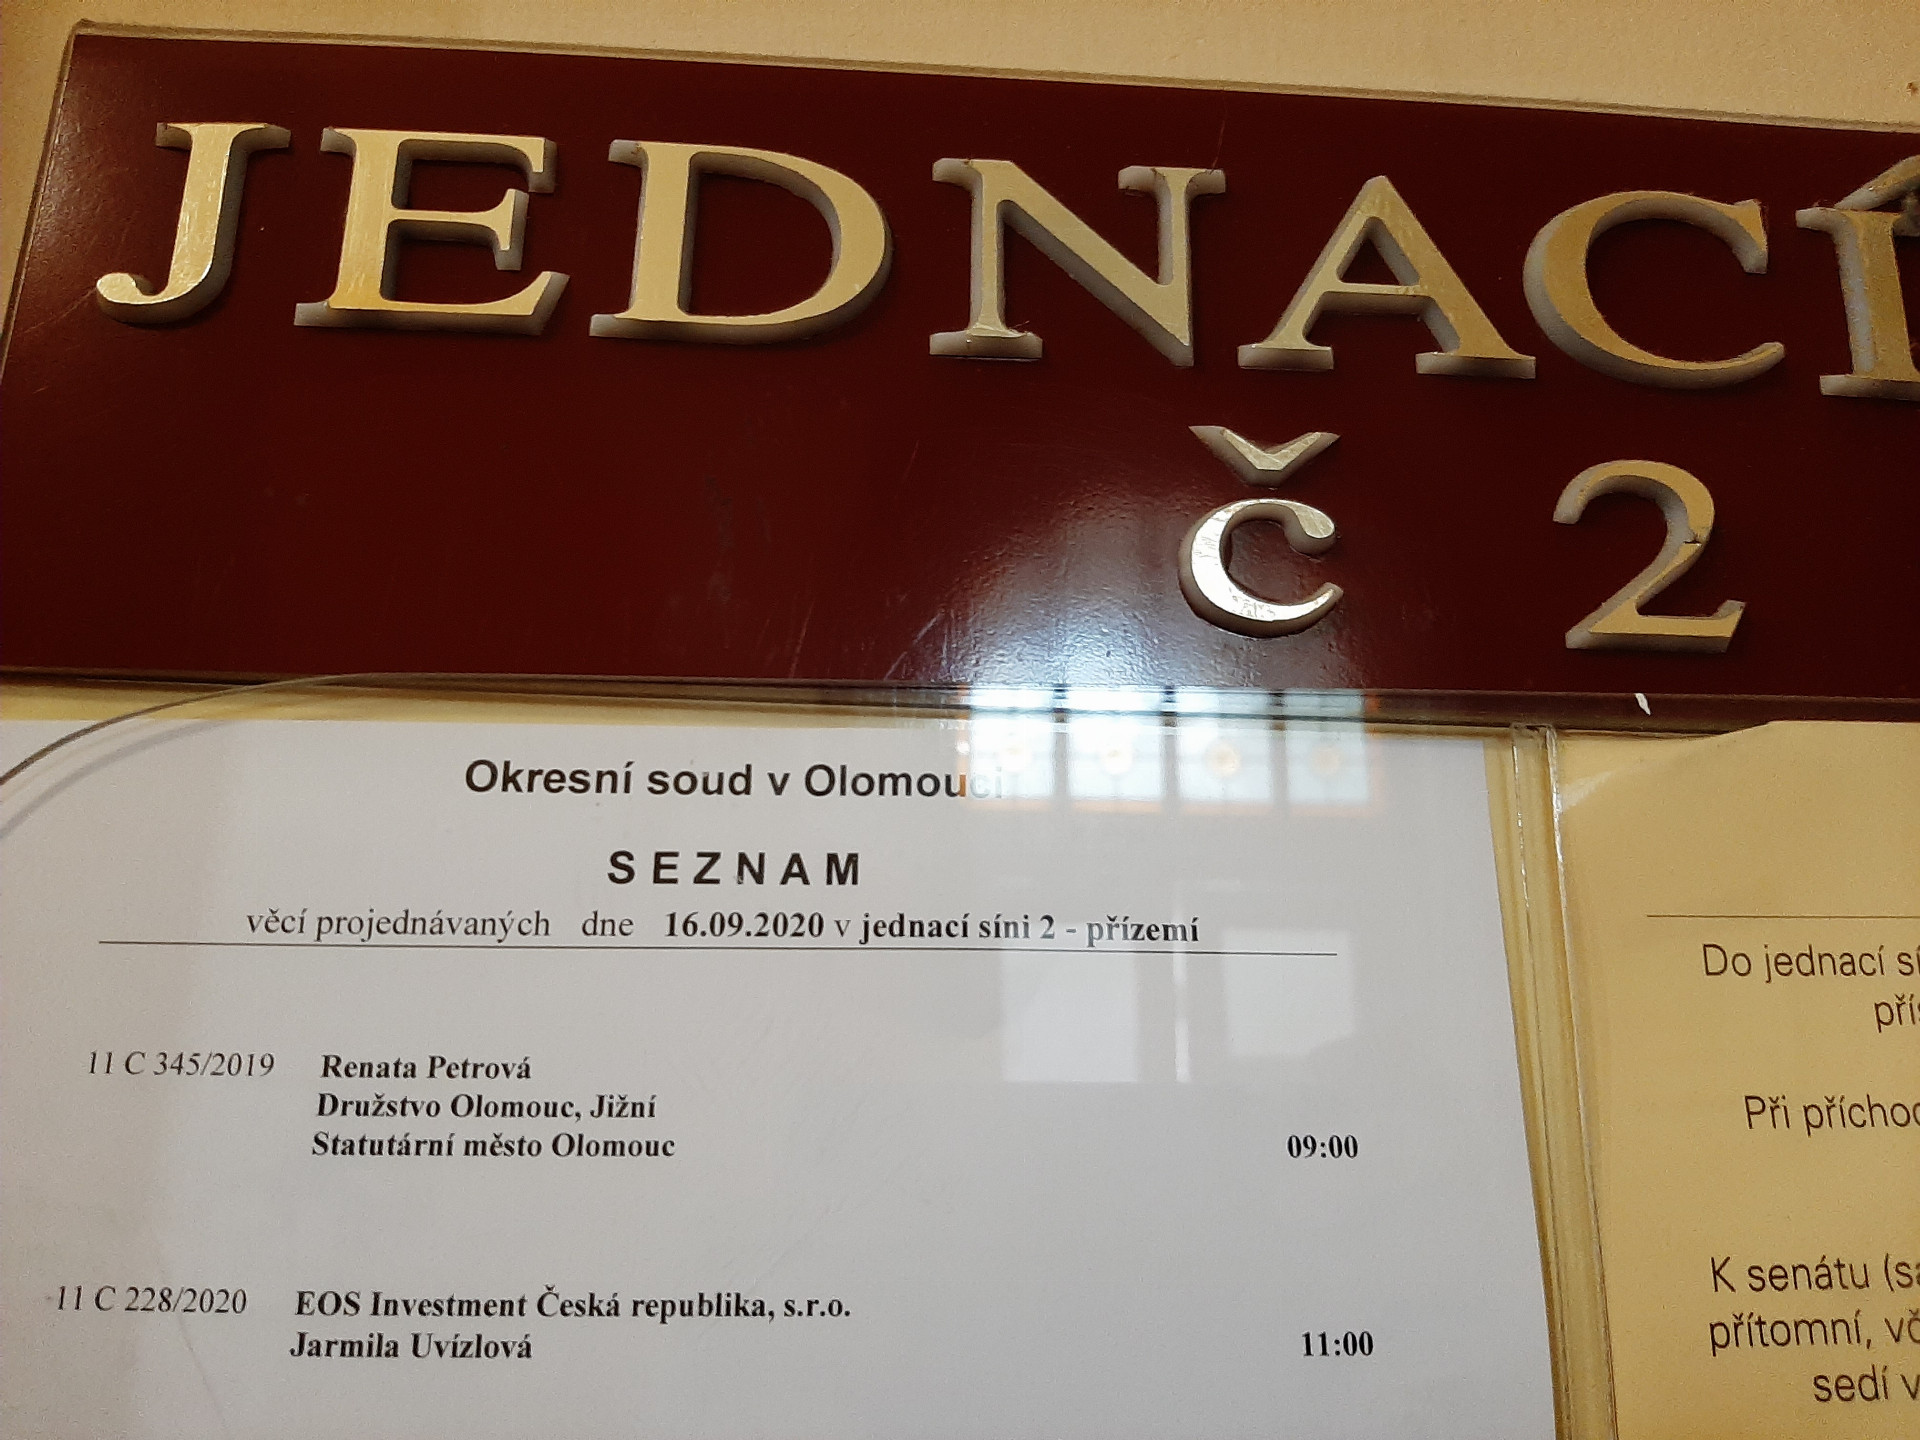 JEDNACÍ
č 2
Okresní soud v Olomouci
SEZNAM
věcí projednávaných dne 16.09.2020 v jednací síni 2 - přízemí
11 C 345/2019 Renata Petrová
Družstvo Olomouc, Jižní
Statutární město Olomouc 09:00
11 C 228/2020 EOS Investment Česká republika, s.r.o.
Jarmila Uvízlová 11:00
Do jednací
Při
K senátu
přítomní,
sedí